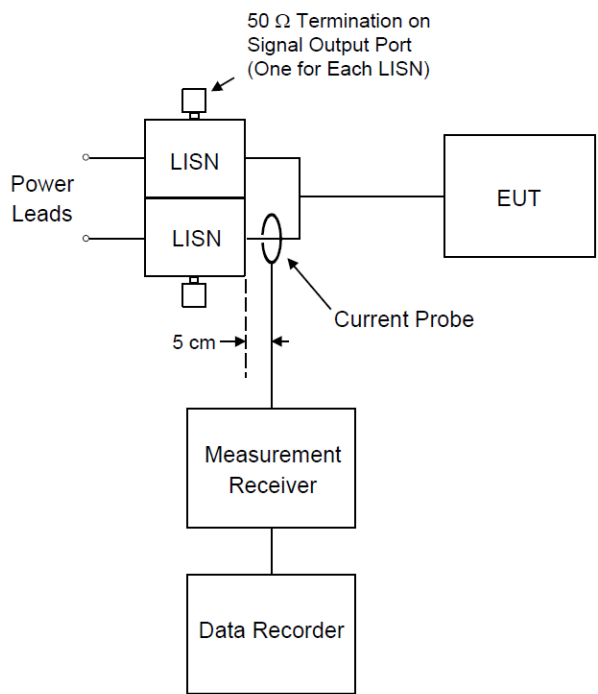 50 Ω Termination on
Signal Output Port
(One for Each LISN)
LISN
Power
Leads
EUT
LISN
Current Probe
5 cm
Measurement
Receiver
Data Recorder